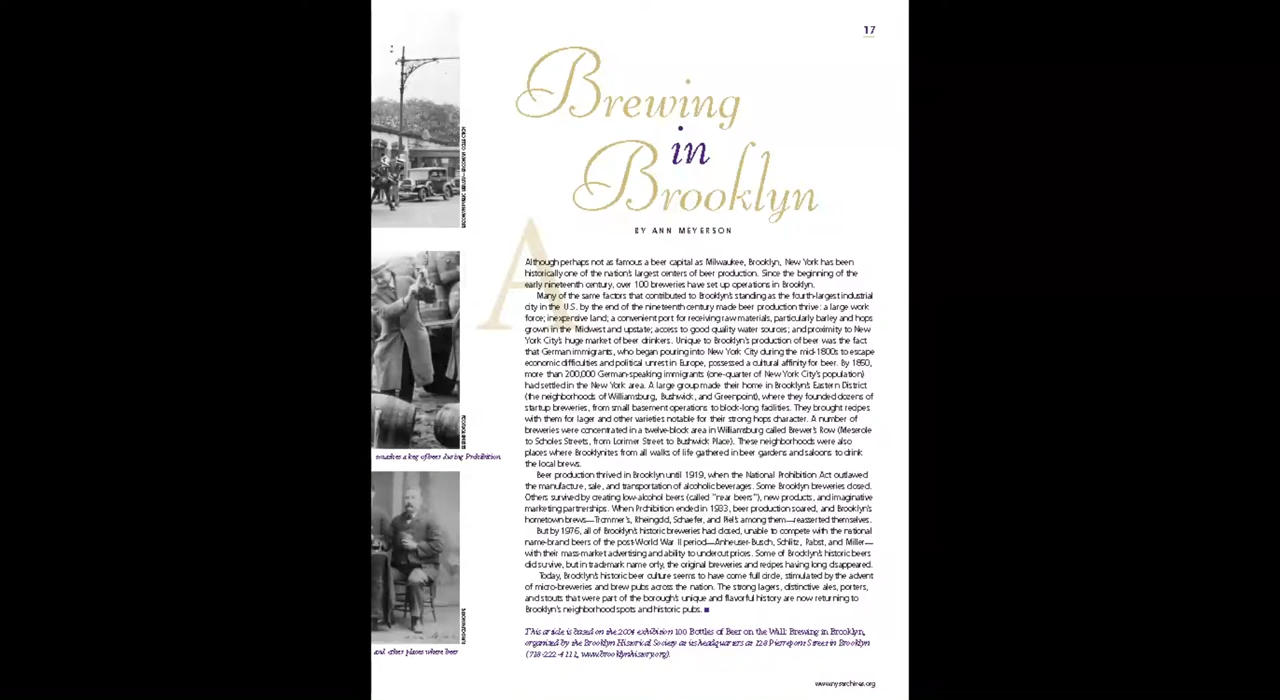 17
Brewing
in
Brooklyn
BY ANN MEYERSON
Although perhaps not as famous a beer capital as Milwaukee, Brooklyn, New York has been
historically one of the nation's largest centers of beer production. Since the beginning of the
early nineteenth century, over 100 breweries have set up operations in Brooklyn.
Many of the same factors that contributed to Brooklyn's standing as the fourth-largest industrial
city in the U.S. by the end of the nineteenth century made beer production thrive: a large work
force; inexpensive land; a convenient port for receiving raw materials, particularly barley and hops
grown in the Midwest and upstate; access to good quality water sources; and proximity to New
York City's huge market of beer drinkers. Unique to Brooklyn's production of beer was the fact
that German immigrants, who began pouring into New York City during the mid-1800s to escape
economic difficulties and political unrest in Europe, possessed a cultural affinity for beer. By 1860,
more than 200,000 German-speaking immigrants (one-quarter of New York City's population)
had settled in the New York area. A large group made their home in Brooklyn's Eastern District
(the neighborhoods of Williamsburg, Bushwick, and Greenpoint), where they founded dozens of
startup breweries, from small basement operations to block-long facilities. They brought recipes
with them for lager and other varieties notable for their strong hops character. A number of
breweries were concentrated in a twelve-block area in Williamsburg called Brewer's Row (Meserole
to Scholes Streets, from Lorimer Street to Bushwick Place). These neighborhoods were also
places where Brooklynites from all walks of life gathered in beer gardens and saloons to drink
the local brews.
Beer production thrived in Brooklyn until 1919, when the National Prohibition Act outlawed
the manufacture, sale, and transportation of alcoholic beverages. Some Brooklyn breweries closed.
Others survived by creating low-alcohol beers (called "near beers"), new products, and imaginative
marketing partnerships. When Prohibition ended in 1933, beer production soared, and Brooklyn's
hometown brews—Trommer's, Rheingold, Schaefer, and Piel's among them—reasserted themselves.
But by 1976, all of Brooklyn's historic breweries had closed, unable to compete with the national
name-brand beers of the post-World War II period—Anheuser-Busch, Schlitz, Pabst, and Miller—
with their mass-market advertising and ability to undercut prices. Some of Brooklyn's historic beers
did survive, but in trademark name only, the original breweries and recipes having long disappeared.
Today, Brooklyn's historic beer culture seems to have come full circle, stimulated by the advent
of micro-breweries and brew pubs across the nation. The strong lagers, distinctive ales, porters,
and stouts that were part of the borough's unique and flavorful history are now returning to
Brooklyn's neighborhood spots and historic pubs.
This article is based on the 2004 exhibition 100 Bottles of Beer on the Wall: Brewing in Brooklyn,
organized by the Brooklyn Historical Society at its headquarters at 128 Pierrepont Street in Brooklyn
(718-222-4111, www.brooklynhistory.org).
www.nysarchives.org
BROOKLYN PUBLIC LIBRARY—BROOKLYN COLLECTION
smashes a keg of beer during Prohibition.
and other places where beer